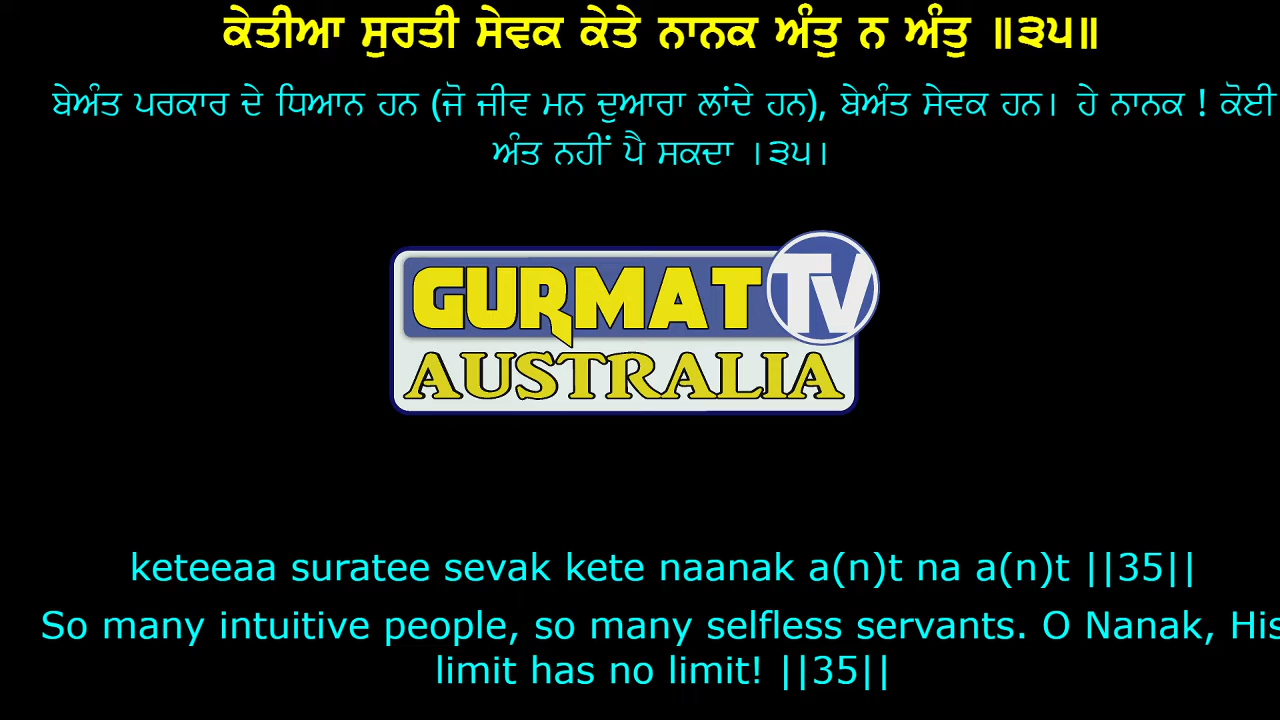 ਕੇਤੀਆ ਸੁਰਤੀ ਸੇਵਕ ਕੇਤੇ ਨਾਨਕ ਅੰਤੁ ਨ ਅੰਤੁ ॥੩੫॥
ਬੇਅੰਤ ਪਰਕਾਰ ਦੇ ਧਿਆਨ ਹਨ (ਜੋ ਜੀਵ ਮਨ ਦੁਆਰਾ ਲਾਂਦੇ ਹਨ), ਬੇਅੰਤ ਸੇਵਕ ਹਨ। ਹੇ ਨਾਨਕ ! ਕੋਈ
ਅੰਤ ਨਹੀਂ ਪੈ ਸਕਦਾ ।੩੫।
GURMAT TV
AUSTRALIA
keteeaa suratee sevak kete naanak a(n)t na a(n)t ||35||
So many intuitive people, so many selfless servants. O Nanak, His
limit has no limit! ||35||